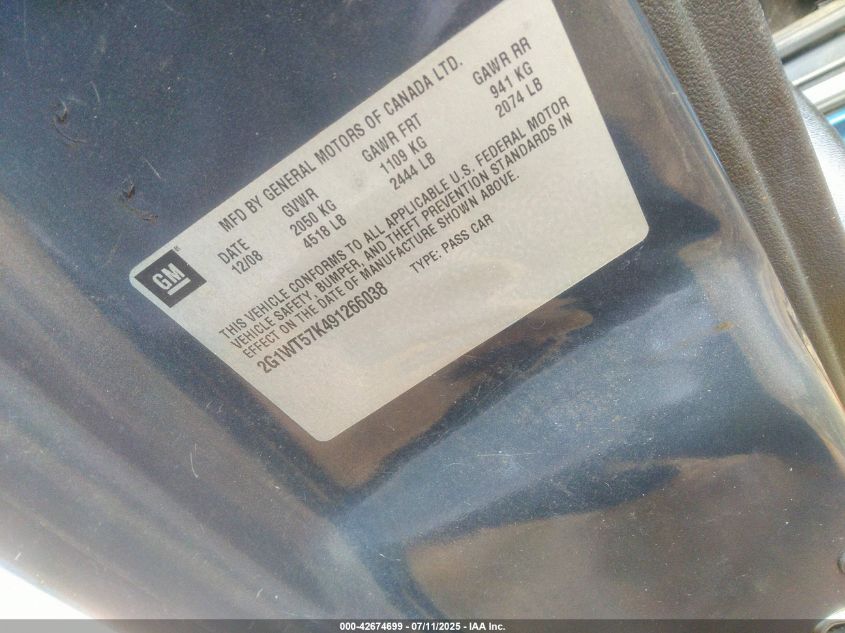 GM
MFD BY GENERAL MOTORS OF CANADA LTD.
DATE GVWR GAWR FRT GAWR RR
12/08 2050 KG 1109 KG 941 KG
4518 LB 2444 LB 2074 LB
THIS VEHICLE CONFORMS TO ALL APPLICABLE U.S. FEDERAL MOTOR
VEHICLE SAFETY, BUMPER, AND THEFT PREVENTION STANDARDS IN
EFFECT ON THE DATE OF MANUFACTURE SHOWN ABOVE.
2G1WT57K491266038 TYPE: PASS CAR
000-42674699 - 07/11/2025 - IAA Inc.